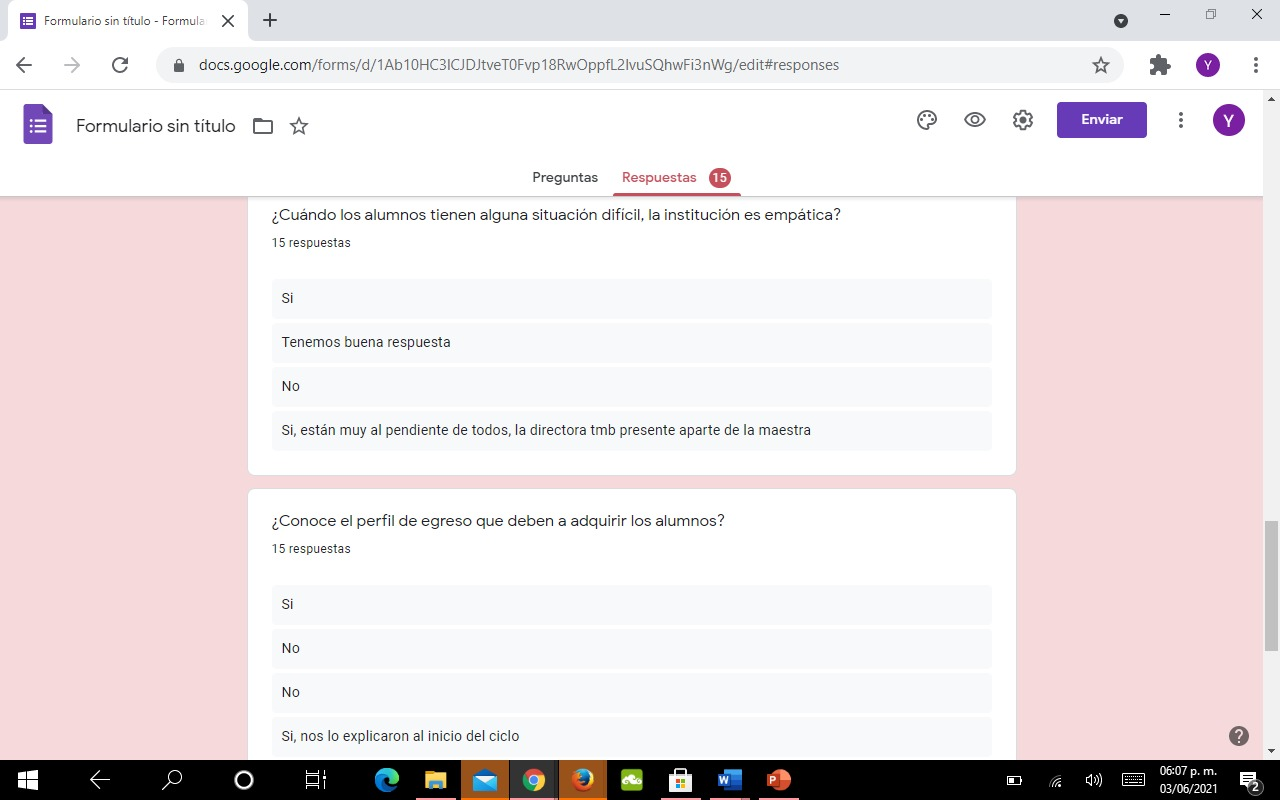 Formulario sin título - Formula
docs.google.com/forms/d/1Ab10HC3ICJDJtveT0Fvp18RwOppfL2IvuSQhwFi3nWg/edit#responses
Y
Formulario sin título
Enviar
Y
Preguntas
Respuestas 15
¿Cuándo los alumnos tienen alguna situación difícil, la institución es empática?
15 respuestas
Si
Tenemos buena respuesta
No
Si, están muy al pendiente de todos, la directora tmb presente aparte de la maestra
¿Conoce el perfil de egreso que deben a adquirir los alumnos?
15 respuestas
Si
No
No
Si, nos lo explicaron al inicio del ciclo
06:07 p. m.
03/06/2021
2